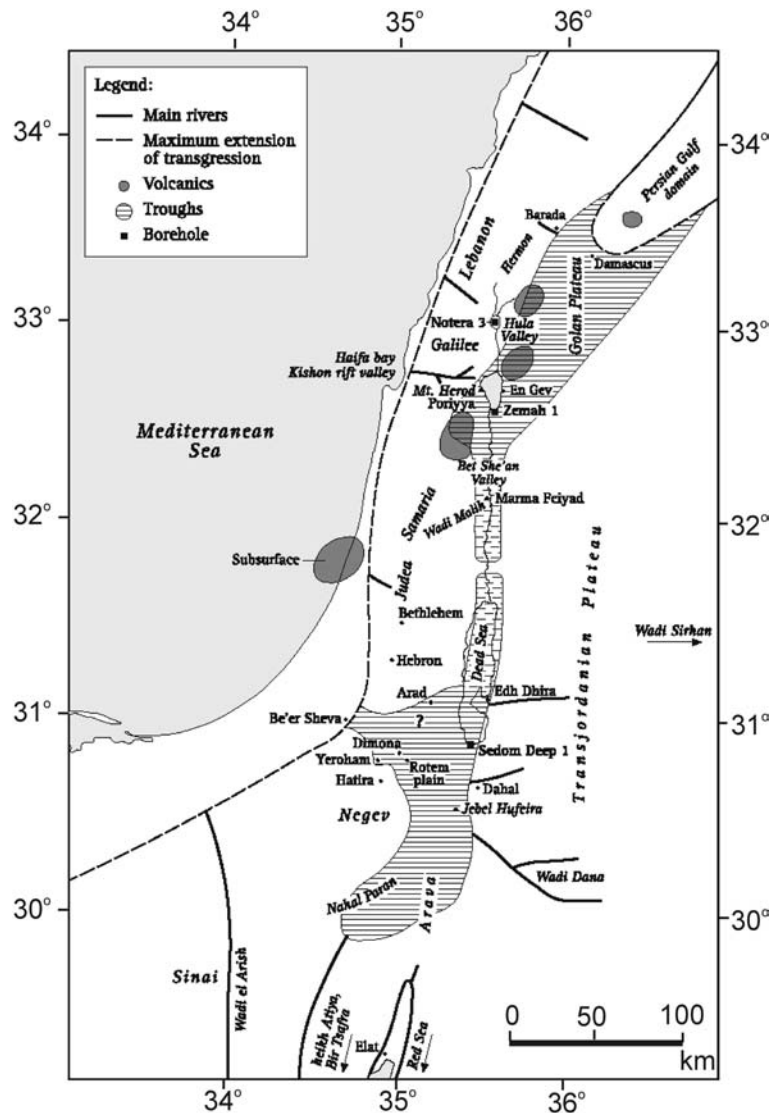 34°
35°
36°
Legend:
Main rivers
Maximum extension
of transgression
Volcanics
Troughs
Borehole
34°
34°
Persian Gulf
domain
Barada
Lebanon
Hermon
Damascus
Golan Plateau
33°
33°
Notera 3
Hula
Valley
Galilee
Haifa bay
Kishon rift valley
Mt. Herod
Poriyya
En Gev
Zemah 1
Mediterranean
Sea
Bet She'an
Valley
32°
32°
Samaria
Wadi Malih
Marma Feiyad
Subsurface
Judea
Transjordanian Plateau
Bethlehem
Wadi Sirhan
Dead Sea
Hebron
Arad
Edh Dhira
31°
31°
Be'er Sheva
?
Dimona
Sedom Deep 1
Yeroham
Rotem
plain
Hatira
Dahal
Negev
Jebel Hufeira
Wadi Dana
Nahal Paran
Arava
30°
30°
Sinai
Wadi el Arish
heikh Atiya,
Bir Tsafra
Elat
Red Sea
0 50 100
km
34°
35°
36°